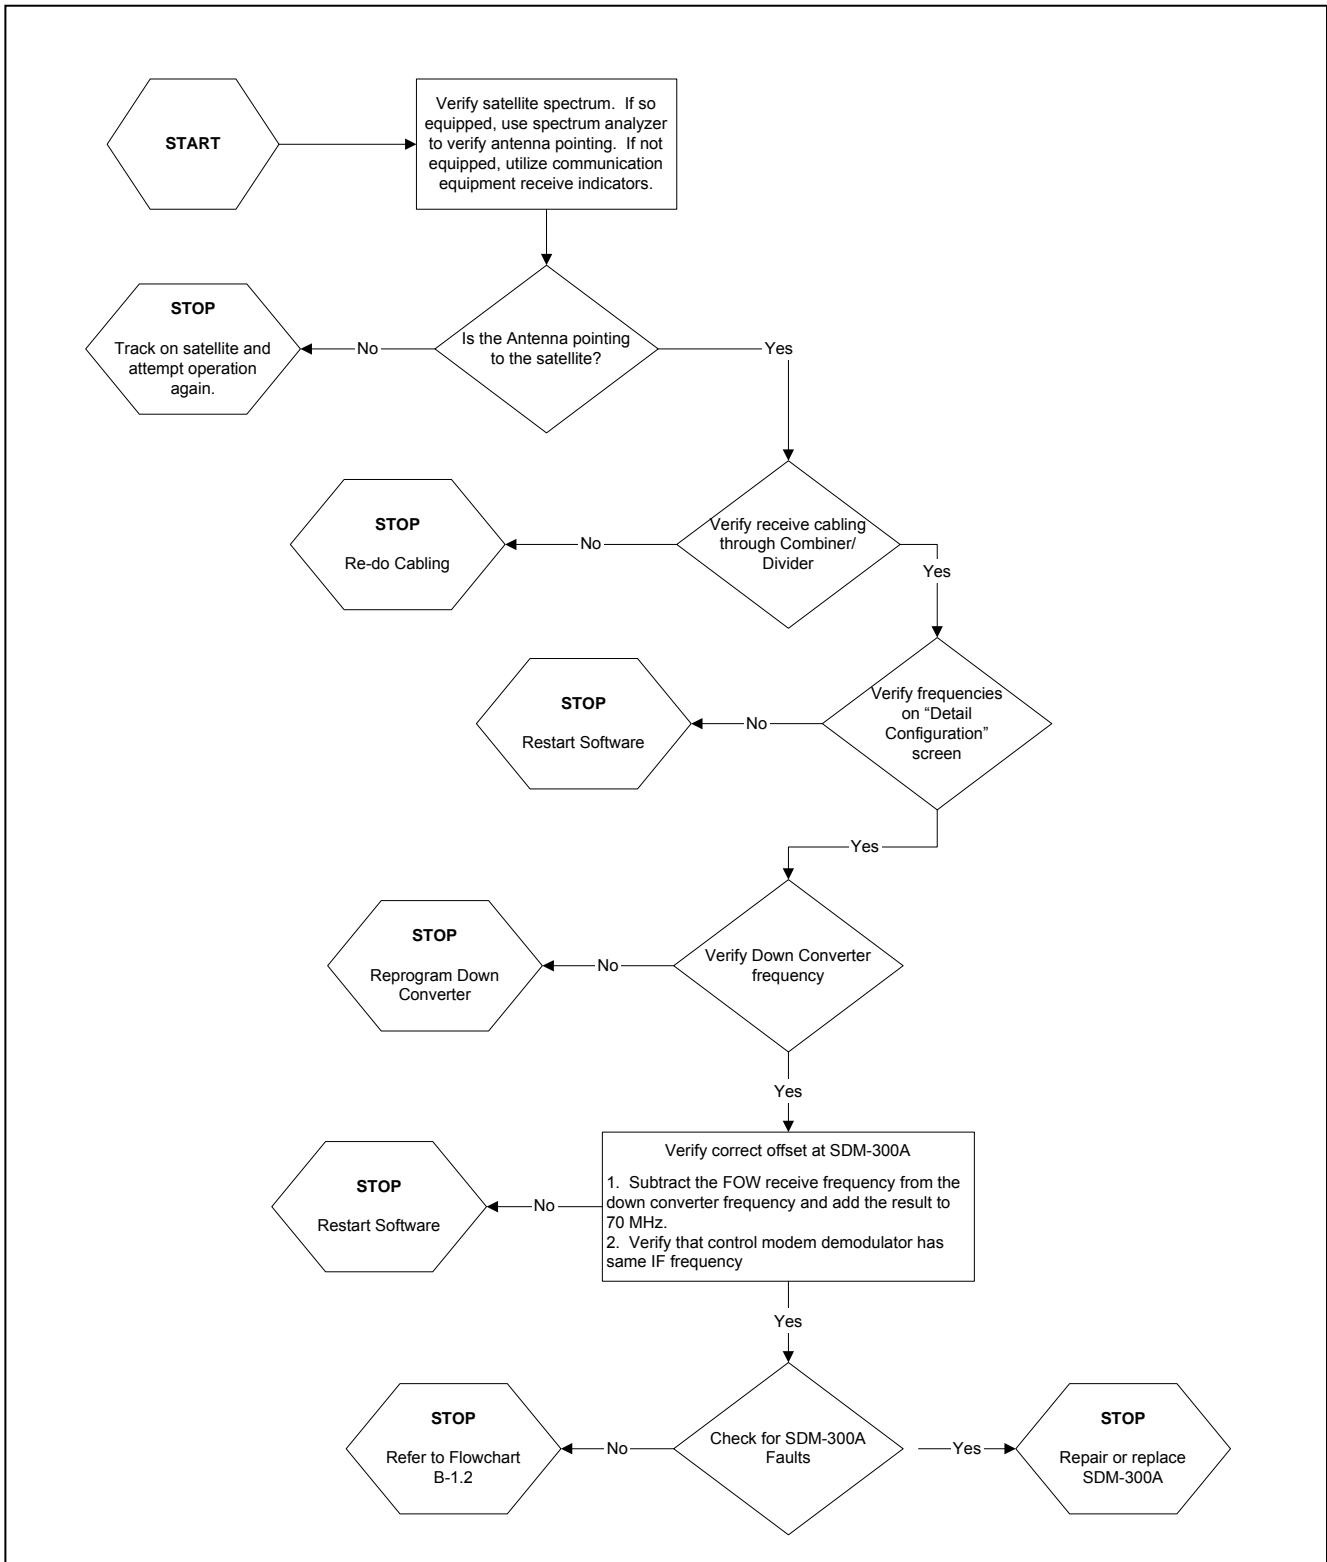 START
Verify satellite spectrum.  If so
equipped, use spectrum analyzer
to verify antenna pointing.  If not
equipped, utilize communication
equipment receive indicators.
STOP
Track on satellite and
attempt operation
again.
No
Is the Antenna pointing
to the satellite?
Yes
STOP
Re-do Cabling
No
Verify receive cabling
through Combiner/
Divider
Yes
STOP
Restart Software
No
Verify frequencies
on “Detail
Configuration”
screen
Yes
STOP
Reprogram Down
Converter
No
Verify Down Converter
frequency
Yes
STOP
Restart Software
No
Verify correct offset at SDM-300A
1.  Subtract the FOW receive frequency from the
down converter frequency and add the result to
70 MHz.
2.  Verify that control modem demodulator has
same IF frequency
Yes
STOP
Refer to Flowchart
B-1.2
No
Check for SDM-300A
Faults
Yes
STOP
Repair or replace
SDM-300A